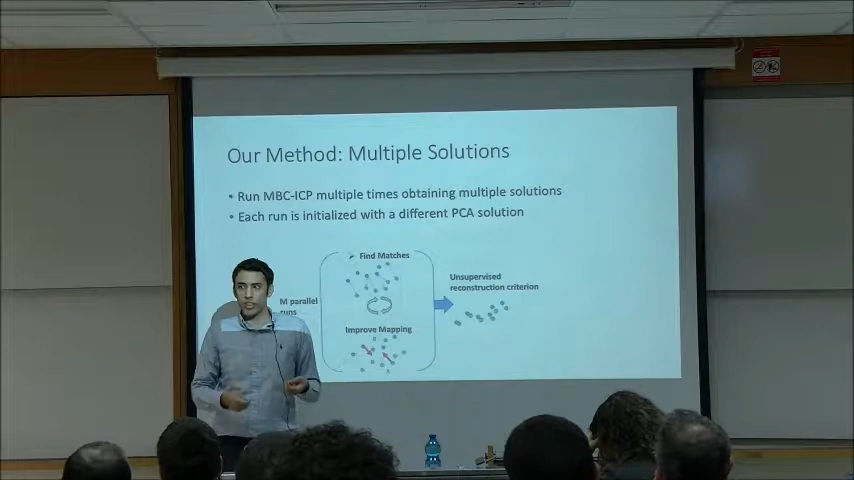 Our Method: Multiple Solutions
• Run MBC-ICP multiple times obtaining multiple solutions
• Each run is initialized with a different PCA solution
➤ Find Matches
M parallel
runs
Improve Mapping
Unsupervised
reconstruction criterion